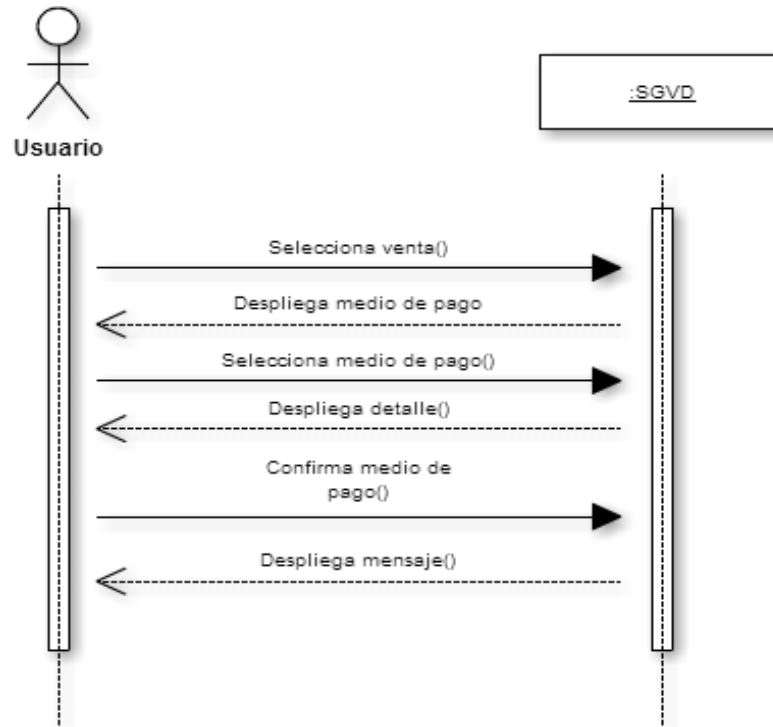 :SGVD
Usuario
Selecciona venta()
Despliega medio de pago
Selecciona medio de pago()
Despliega detalle()
Confirma medio de
pago()
Despliega mensaje()